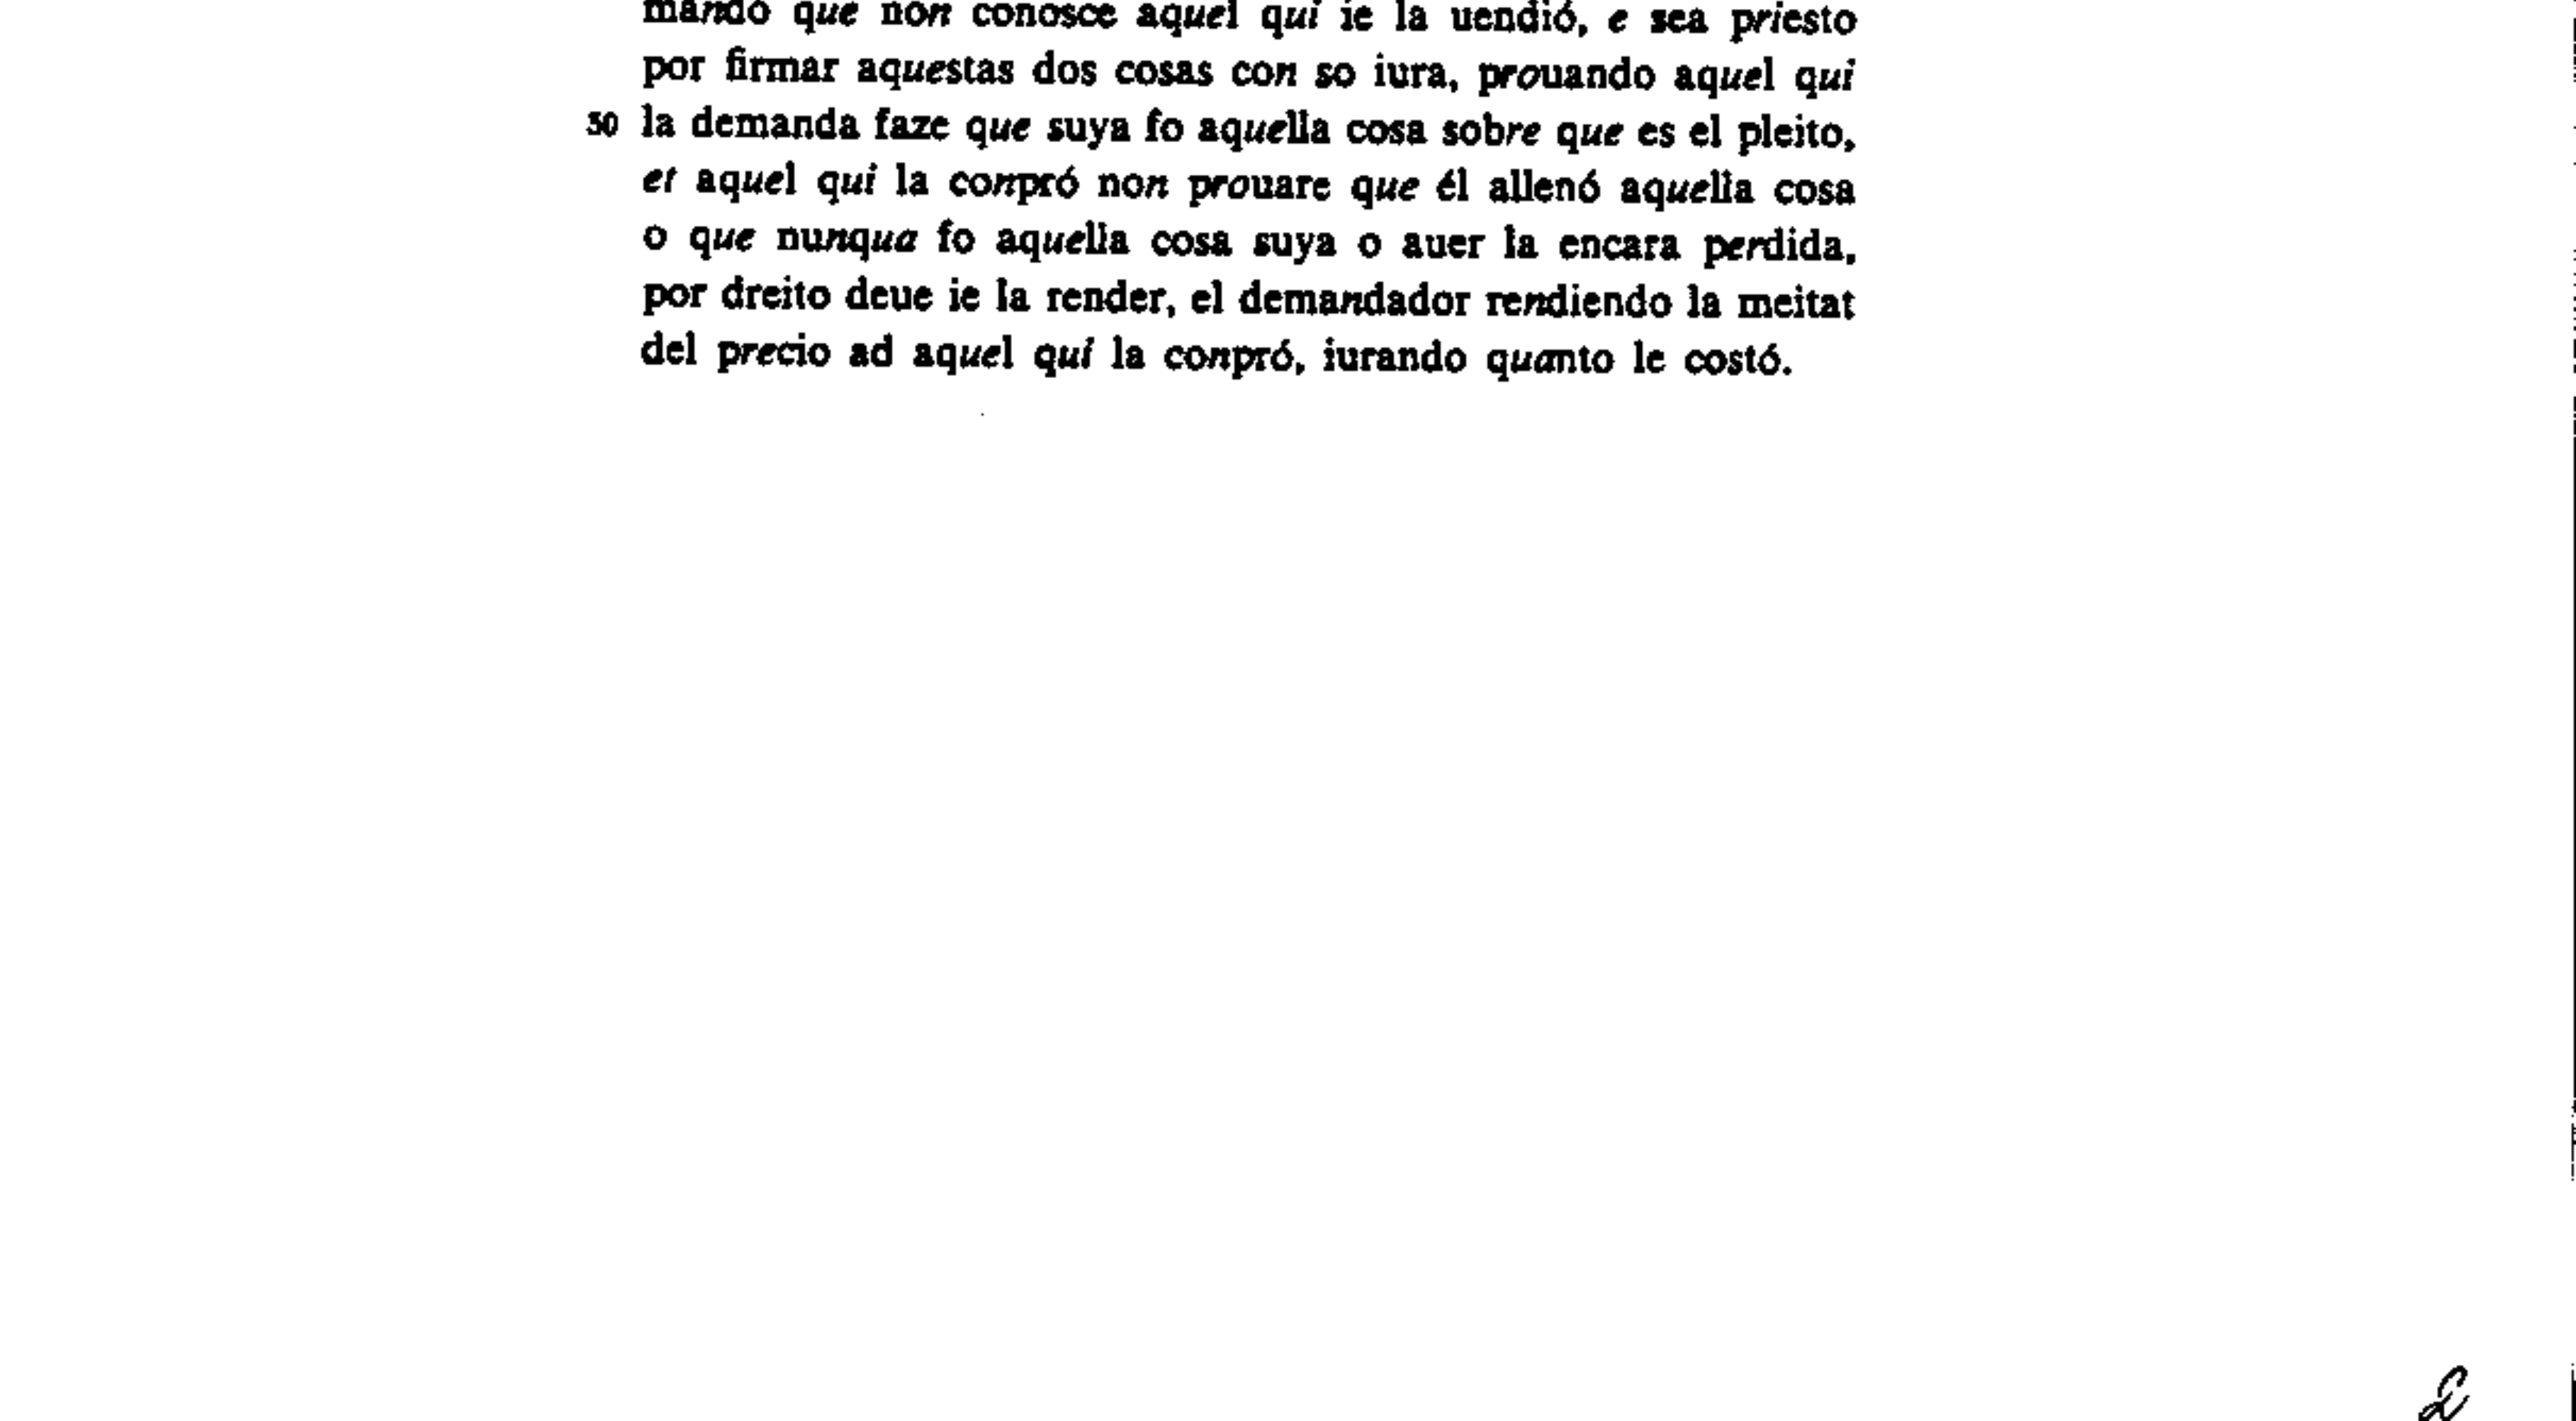 mando que non conosce aquel qui ie la uendió, e sea priesto
por firmar aquestas dos cosas con so iura, prouando aquel qui
50 la demanda faze que suya fo aquella cosa sobre que es el pleito,
et aquel qui la conpró non prouare que él allenó aquella cosa
o que nunqua fo aquella cosa suya o auer la encara perdida,
por dreito deue ie la render, el demandador rendiendo la meitat
del precio ad aquel qui la conpró, iurando quanto le costó.